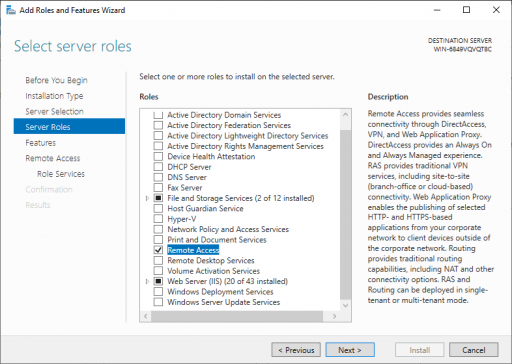 Add Roles and Features Wizard
Select server roles
DESTINATION SERVER
WIN-6849VQVQTBC
Before You Begin
Installation Type
Server Selection
Server Roles
Features
Remote Access
Role Services
Confirmation
Results
Select one or more roles to install on the selected server.
Roles
Active Directory Domain Services
Active Directory Federation Services
Active Directory Lightweight Directory Services
Active Directory Rights Management Services
Device Health Attestation
DHCP Server
DNS Server
Fax Server
File and Storage Services (2 of 12 installed)
Host Guardian Service
Hyper-V
Network Policy and Access Services
Print and Document Services
Remote Access
Remote Desktop Services
Volume Activation Services
Web Server (IIS) (20 of 43 installed)
Windows Deployment Services
Windows Server Update Services
Description
Remote Access provides seamless
connectivity through DirectAccess,
VPN, and Web Application Proxy.
DirectAccess provides an Always On
and Always Managed experience.
RAS provides traditional VPN
services, including site-to-site
(branch-office or cloud-based)
connectivity. Web Application Proxy
enables the publishing of selected
HTTP- and HTTPS-based
applications from your corporate
network to client devices outside of
the corporate network. Routing
provides traditional routing
capabilities, including NAT and other
connectivity options. RAS and
Routing can be deployed in single-
tenant or multi-tenant mode.
< Previous
Next >
Install
Cancel